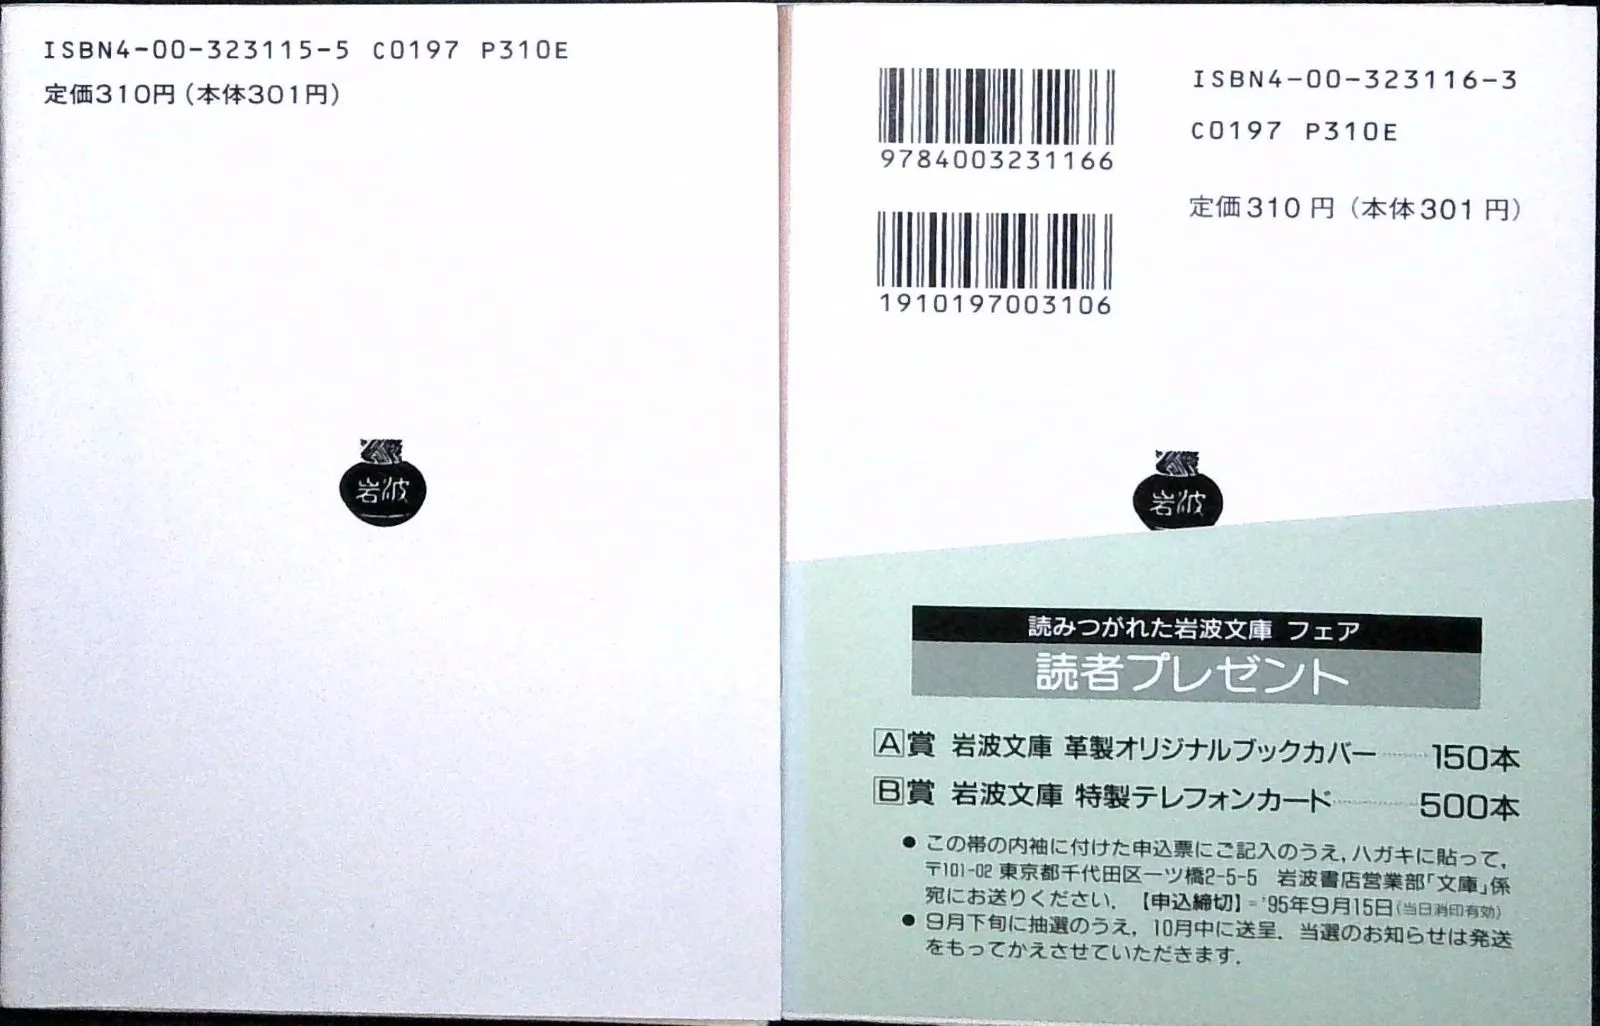 ISBN4-00-323115-5 C0197 P310E
定価310円(本体301円)
岩波
9784003231166
1910197003106
ISBN4-00-323116-3
C0197 P310E
定価310円(本体301円)
岩波
読みつがれた岩波文庫 フェア
読者プレゼント
A賞 岩波文庫 革製オリジナルブックカバー……150本
B賞 岩波文庫 特製テレフォンカード……500本
● この帯の内袖に付けた申込票にご記入のうえ,ハガキに貼って,
〒101-02 東京都千代田区一ツ橋2-5-5 岩波書店営業部「文庫」係
宛にお送りください.【申込締切】='95年9月15日(当日消印有効)
● 9月下旬に抽選のうえ,10月中に送呈.当選のお知らせは発送
をもってかえさせていただきます.